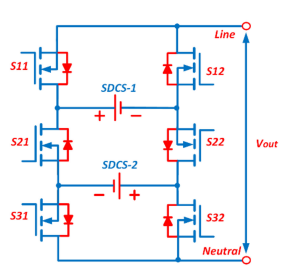 Line
S11
S12
SDCS-1
+ −
S21
S22
Vout
SDCS-2
− +
S31
S32
Neutral